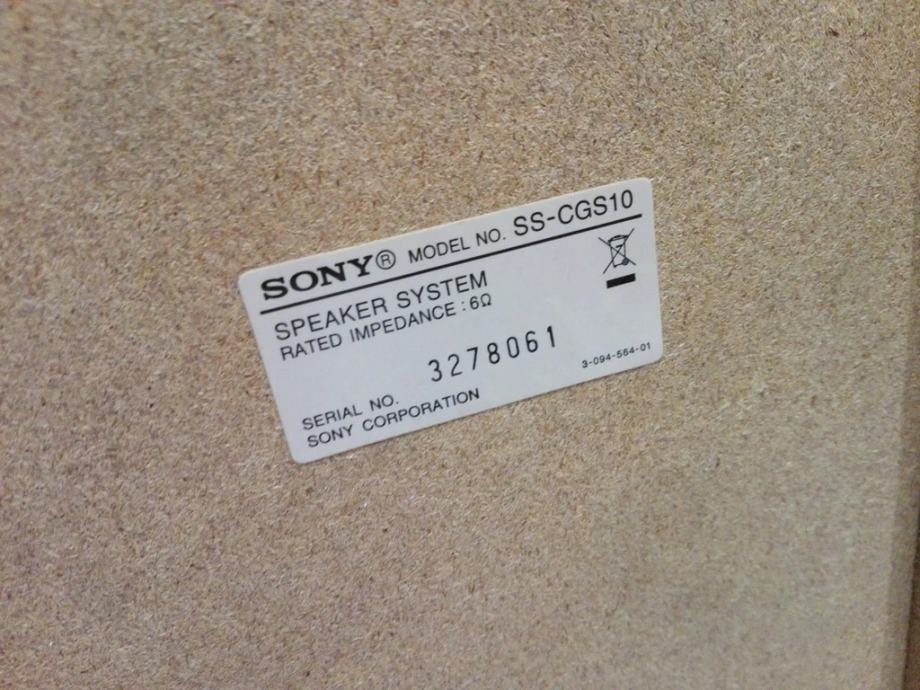 SONY® MODEL NO. SS-CGS10
SPEAKER SYSTEM
RATED IMPEDANCE : 6Ω
SERIAL NO. 3278061
SONY CORPORATION
3-094-564-01